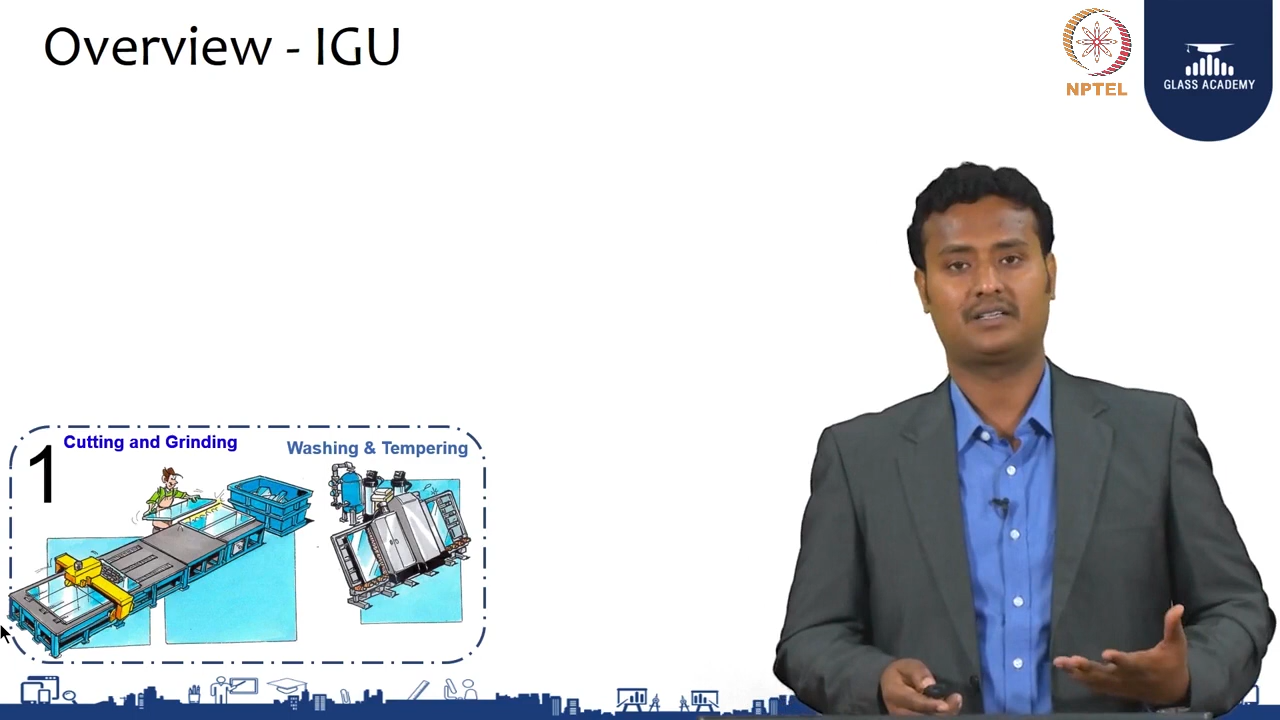 Overview - IGU
NPTEL
GLASS ACADEMY
1
Cutting and Grinding
Washing & Tempering